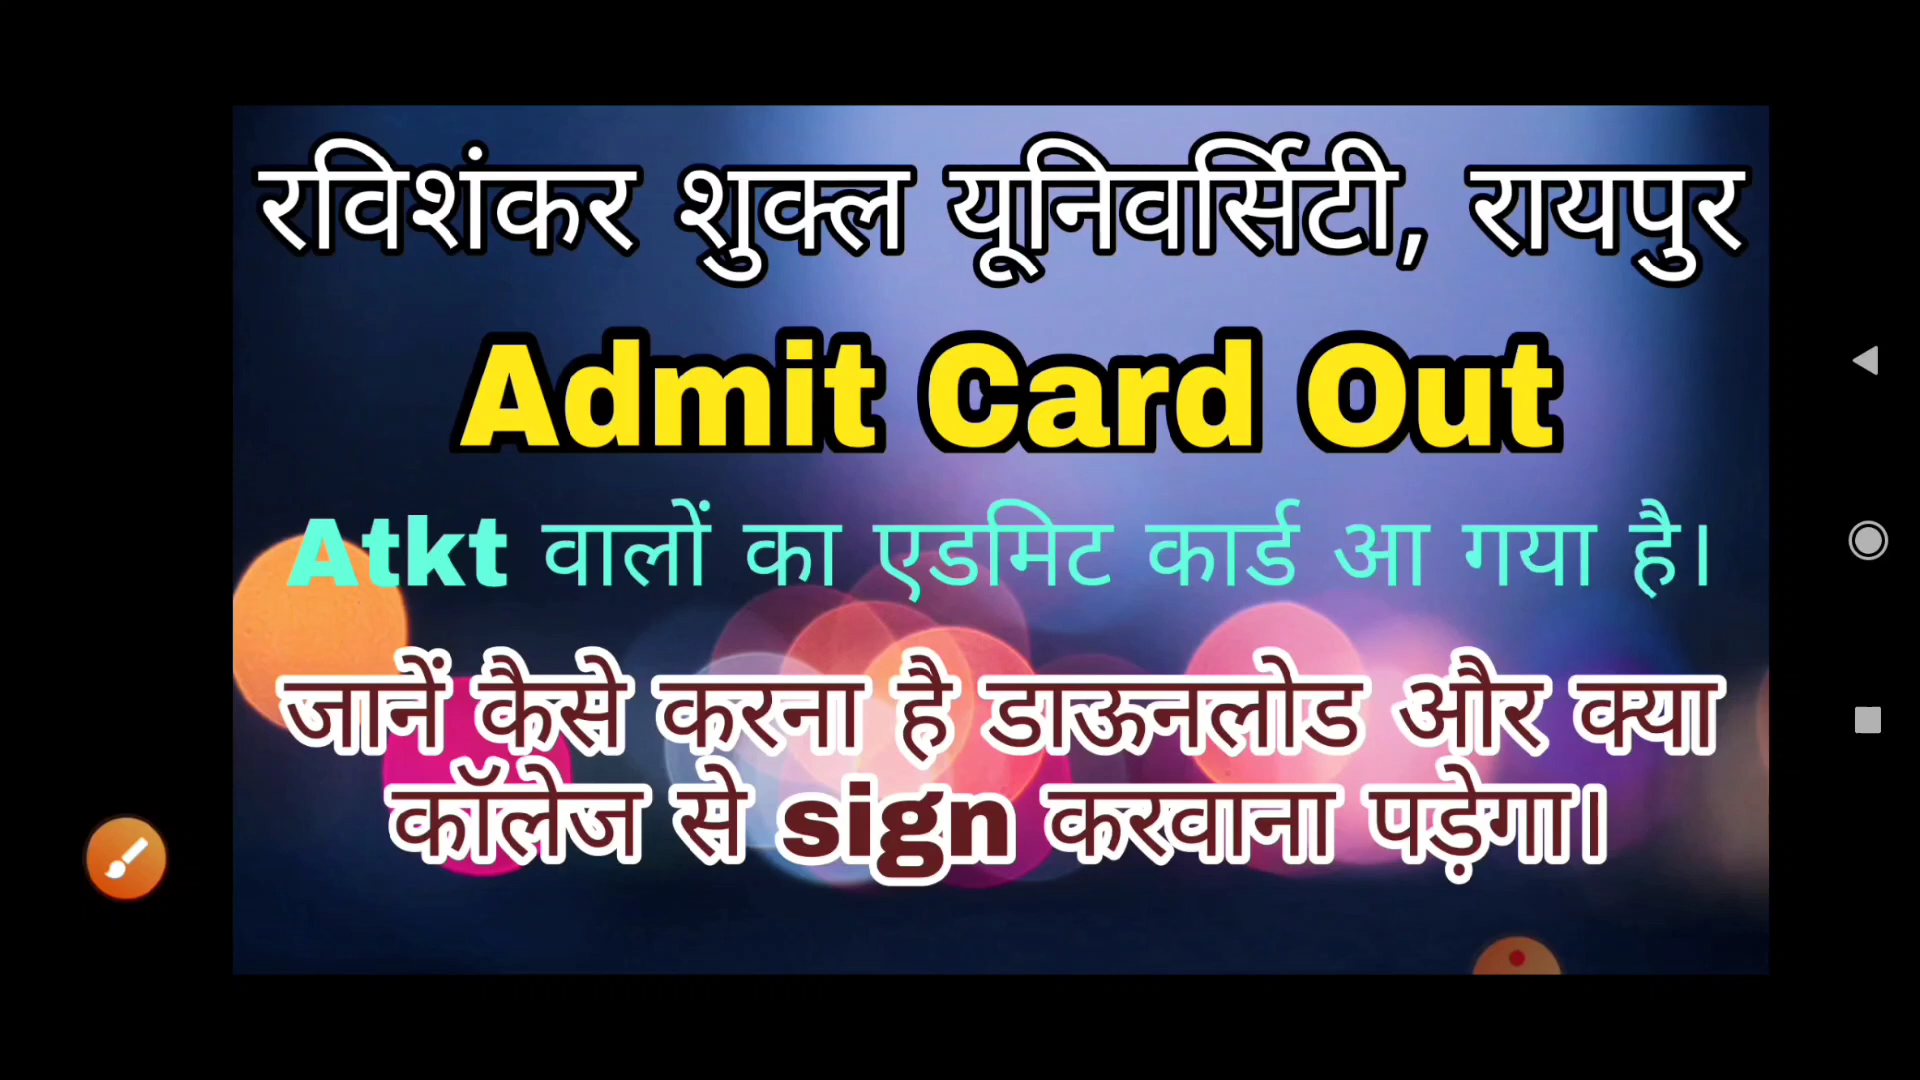 रविशंकर शुक्ल यूनिवर्सिटी, रायपुर
Admit Card Out
Atkt वालों का एडमिट कार्ड आ गया है।
जानें कैसे करना है डाऊनलोड और क्या
कॉलेज से sign करवाना पड़ेगा।